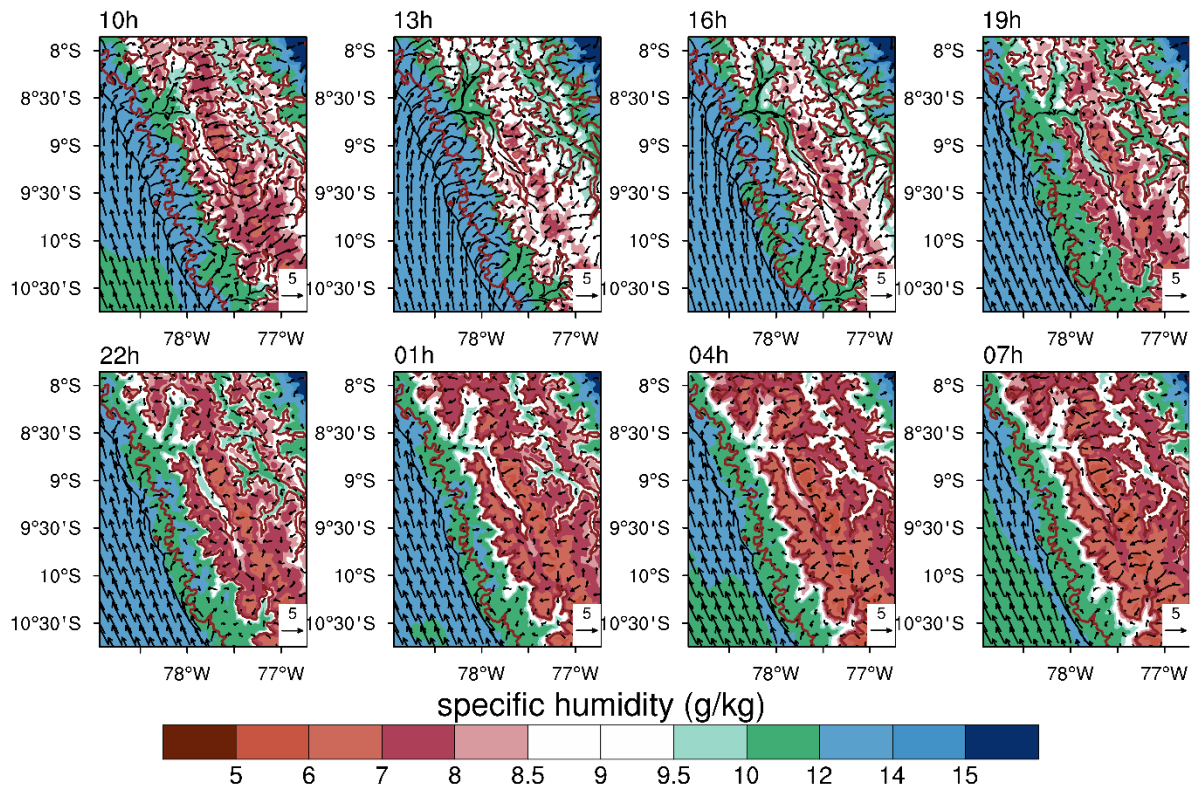 10h 13h 16h 19h
8°S 8°S 8°S 8°S
8°30'S 8°30'S 8°30'S 8°30'S
9°S 9°S 9°S 9°S
9°30'S 9°30'S 9°30'S 9°30'S
10°S 10°S 10°S 10°S
5 5 5 5
10°30'S 10°30'S 10°30'S 10°30'S
78°W 77°W 78°W 77°W 78°W 77°W 78°W 77°W
22h 01h 04h 07h
8°S 8°S 8°S 8°S
8°30'S 8°30'S 8°30'S 8°30'S
9°S 9°S 9°S 9°S
9°30'S 9°30'S 9°30'S 9°30'S
10°S 10°S 10°S 10°S
5 5 5 5
10°30'S 10°30'S 10°30'S 10°30'S
78°W 77°W 78°W 77°W 78°W 77°W 78°W 77°W
specific humidity (g/kg)
5 6 7 8 8.5 9 9.5 10 12 14 15